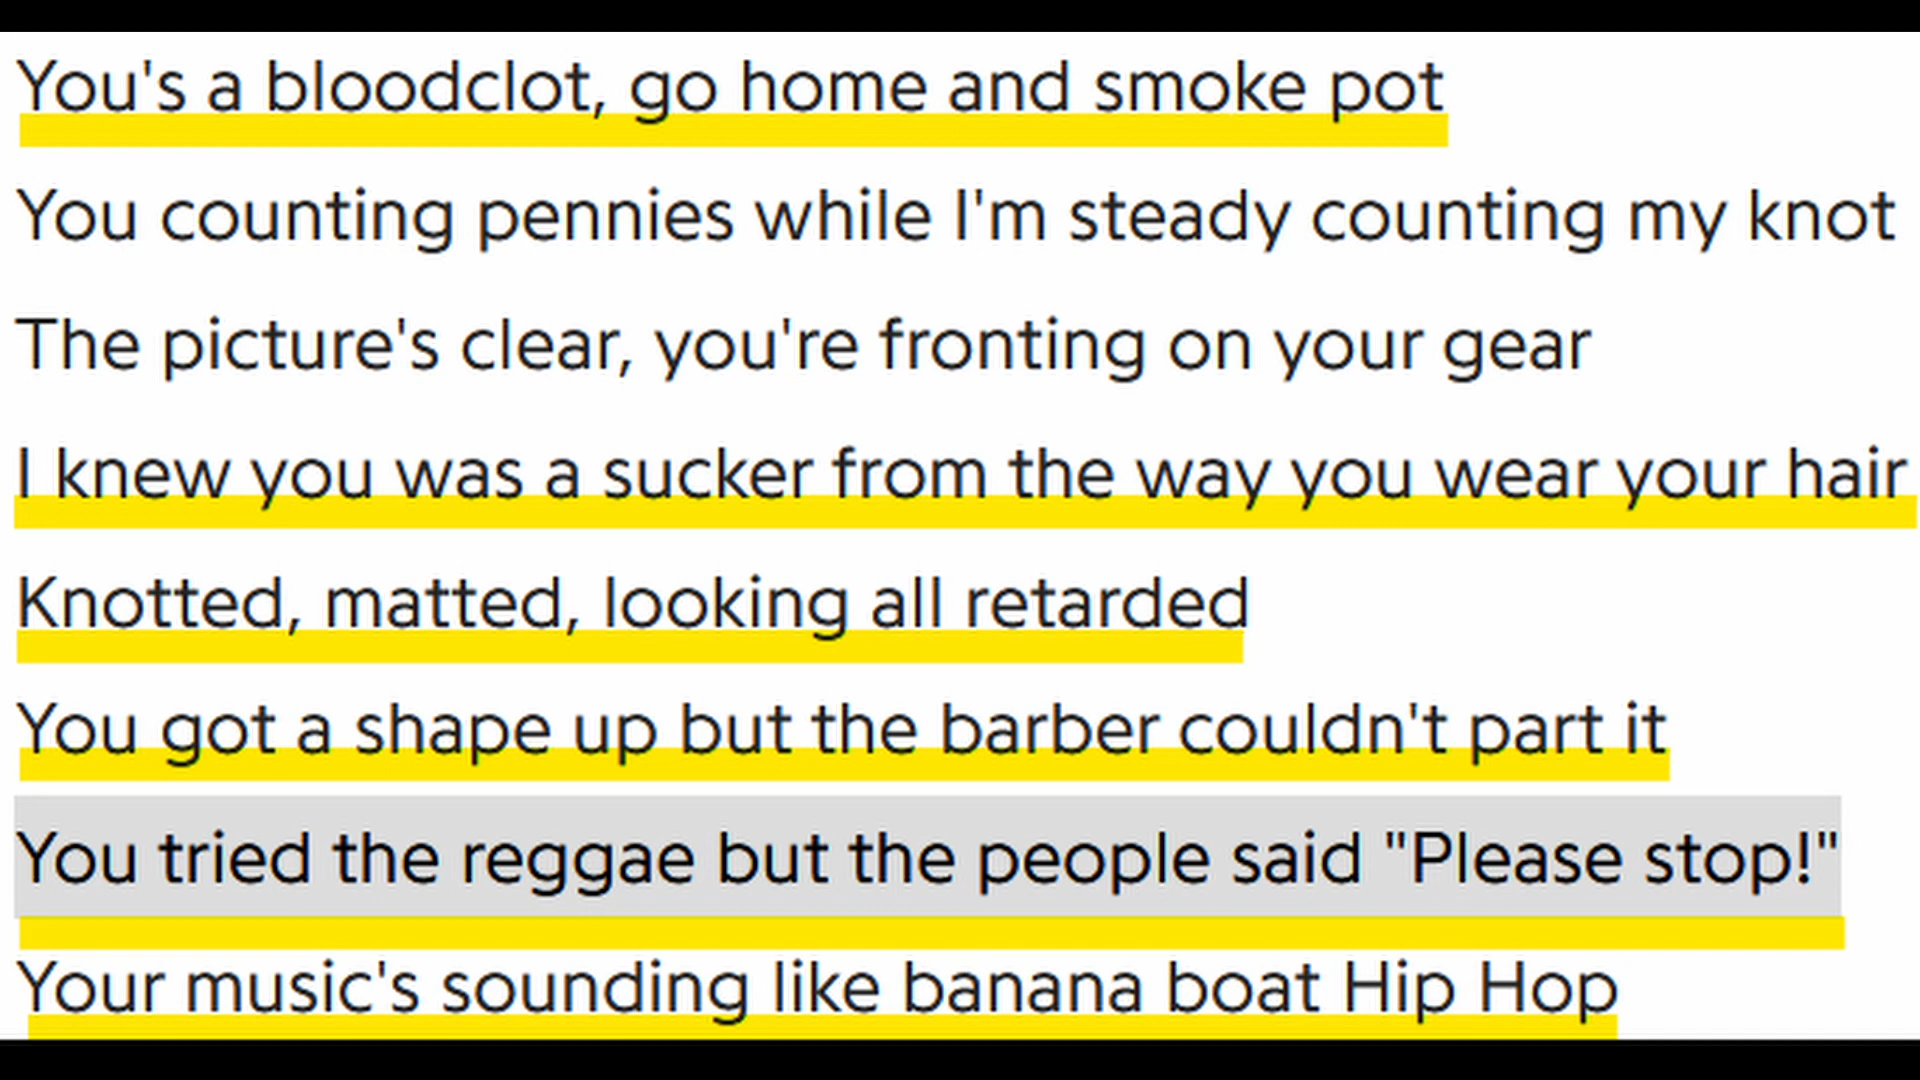 You's a bloodclot, go home and smoke pot
You counting pennies while I'm steady counting my knot
The picture's clear, you're fronting on your gear
I knew you was a sucker from the way you wear your hair
Knotted, matted, looking all retarded
You got a shape up but the barber couldn't part it
You tried the reggae but the people said "Please stop!"
Your music's sounding like banana boat Hip Hop